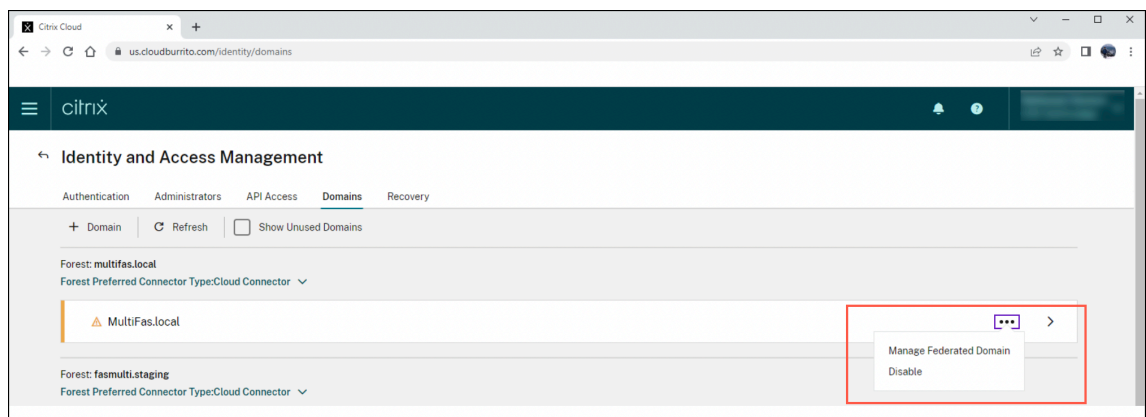 Citrix Cloud
us.cloudburrito.com/identity/domains
citrix
Identity and Access Management
Authentication Administrators API Access Domains Recovery
+ Domain Refresh Show Unused Domains
Forest: multifas.local
Forest Preferred Connector Type:Cloud Connector
MultiFas.local
Manage Federated Domain
Disable
Forest: fasmulti.staging
Forest Preferred Connector Type:Cloud Connector